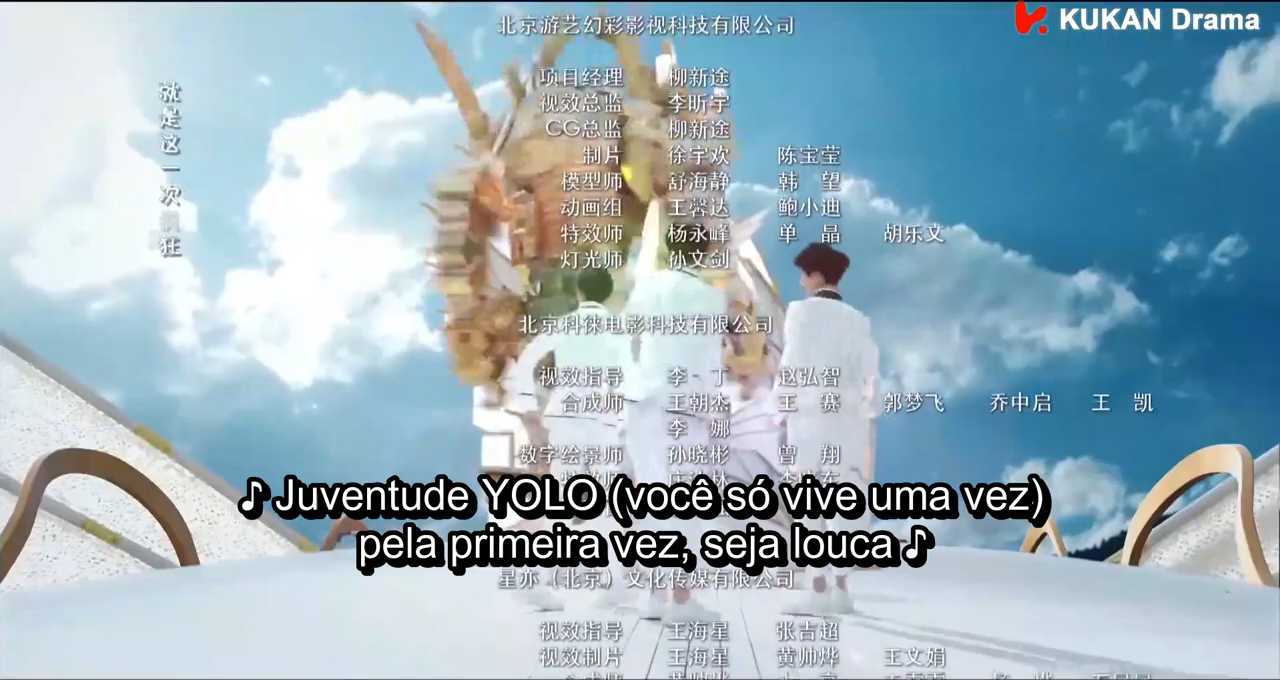 北京游艺幻彩影视科技有限公司
KUKAN Drama
项目经理 柳新途
视效总监 李昕宇
CG总监 柳新途
制片 徐宇欢 陈宝莹
模型师 舒海静 韩 望
动画组 王馨达 鲍小迪
特效师 杨永峰 单 晶 胡乐文
灯光师 孙文剑
就是这一次疯狂
北京科徕电影科技有限公司
视效指导 李 丁 赵弘智
合成师 王朝杰 王 赛 郭梦飞 乔中启 王 凯
李 娜
数字绘景师 孙晓彬 曾 翔
♪ Juventude YOLO (você só vive uma vez)
pela primeira vez, seja louca ♪
星亦（北京）文化传媒有限公司
视效指导 王海星 张吉超
视效制片 王海星 黄帅烨 王文娟